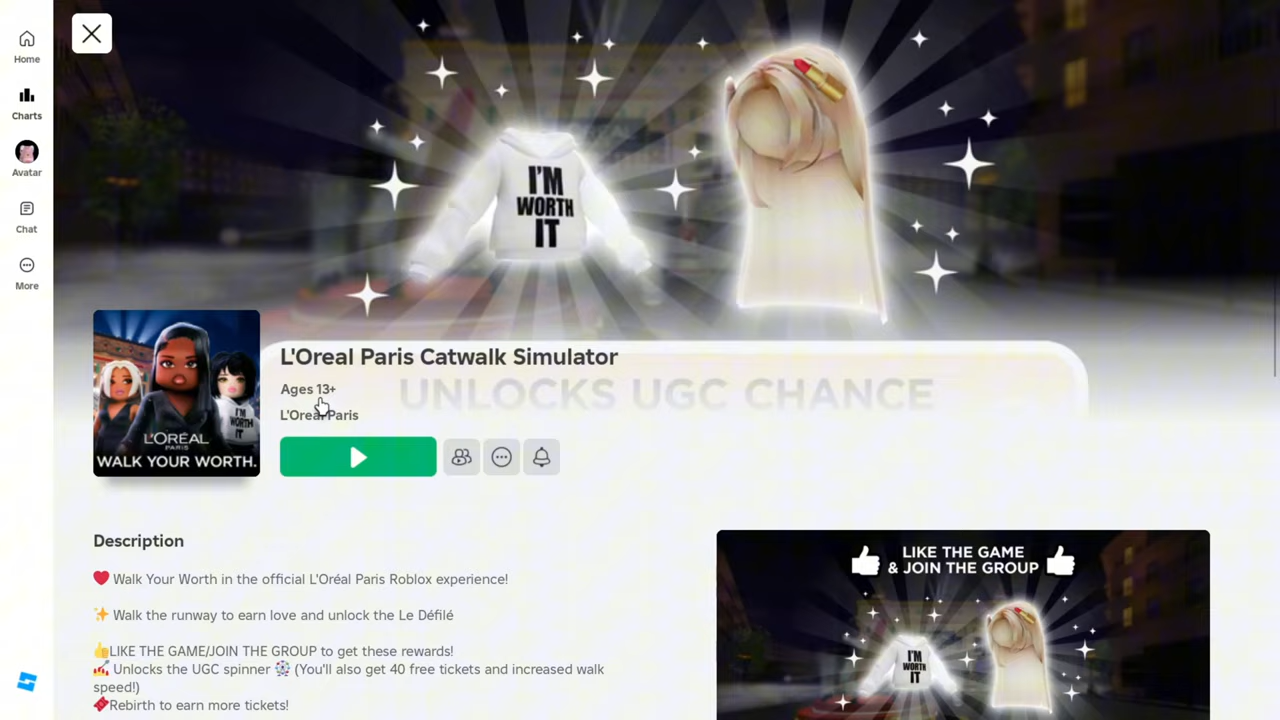 Home
Charts
Avatar
Chat
More
I'M
WORTH
IT
L'Oreal Paris Catwalk Simulator
Ages 13+
L'Oreal Paris
UNLOCKS UGC CHANCE
I'M
WORTH
IT
L'ORÉAL
PARIS
WALK YOUR WORTH.
Description
❤️ Walk Your Worth in the official L'Oréal Paris Roblox experience!
✨ Walk the runway to earn love and unlock the Le Défilé
👍LIKE THE GAME/JOIN THE GROUP to get these rewards!
💅 Unlocks the UGC spinner 🎡 (You'll also get 40 free tickets and increased walk
speed!)
🎟️Rebirth to earn more tickets!
LIKE THE GAME
& JOIN THE GROUP
I'M
WORTH
IT